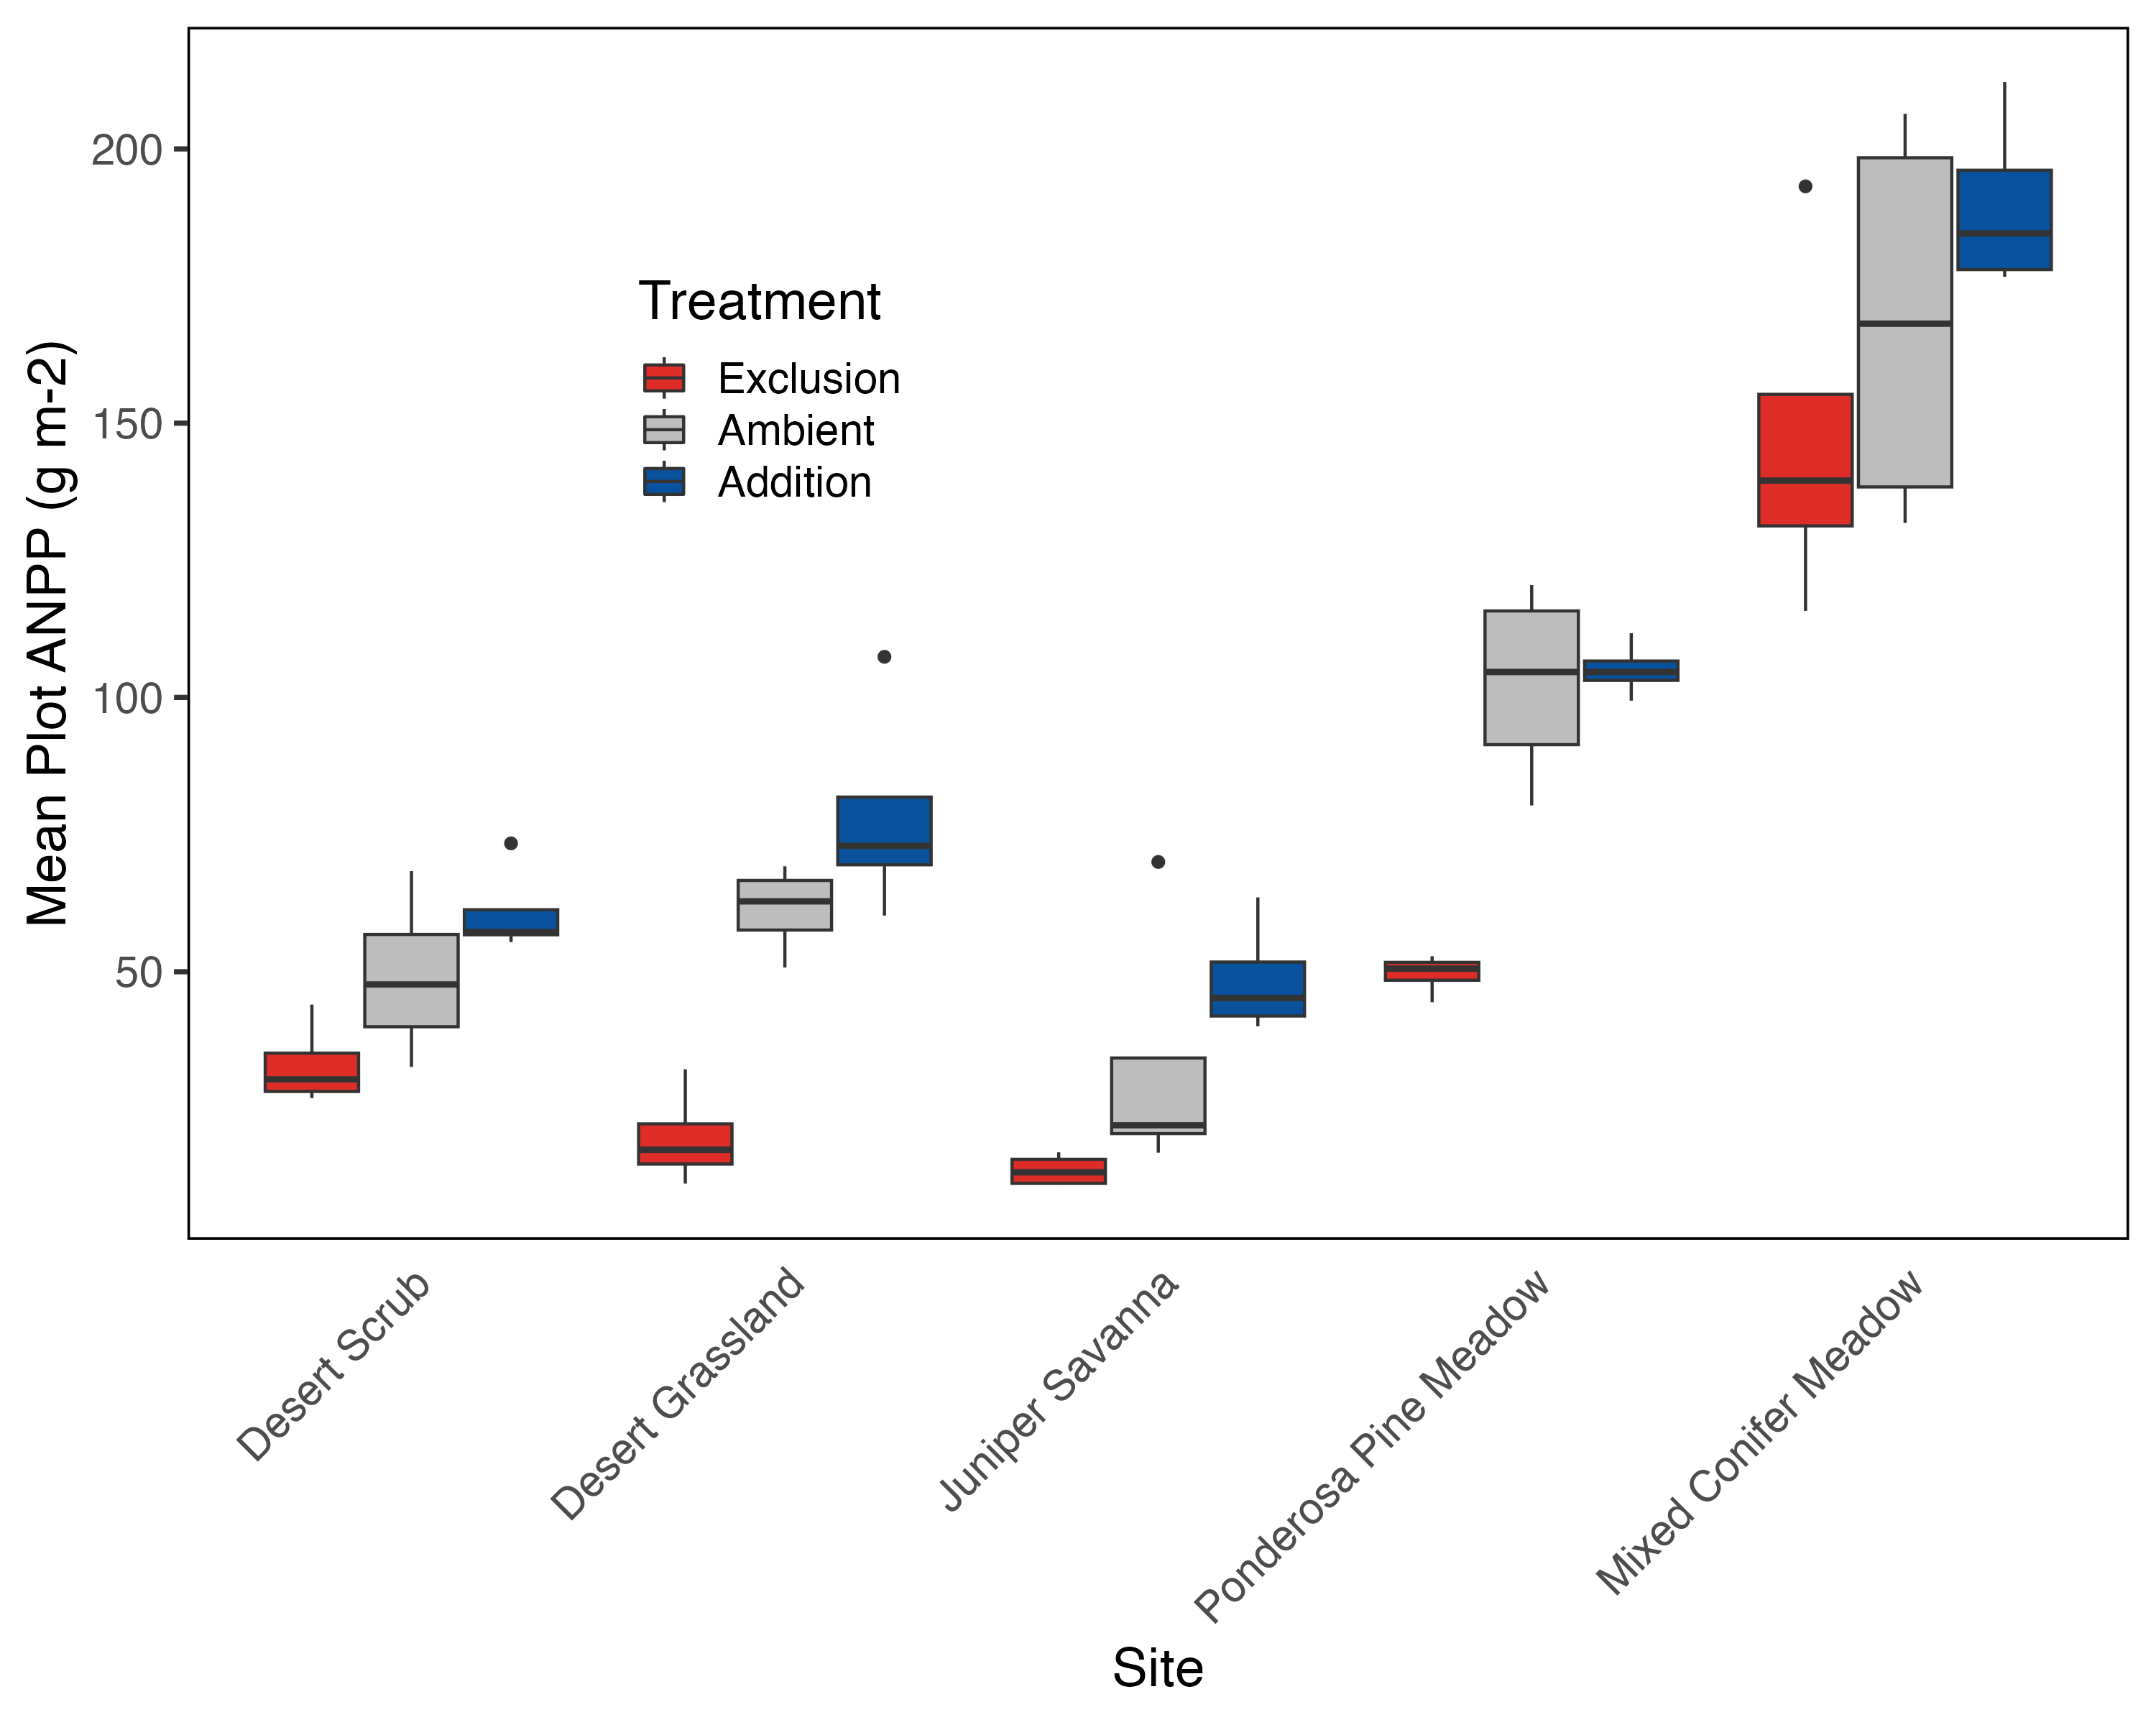 Mean Plot ANPP (g m-2)
200
150
100
50
Treatment
Exclusion
Ambient
Addition
Desert Scrub
Desert Grassland
Juniper Savanna
Ponderosa Pine Meadow
Mixed Conifer Meadow
Site